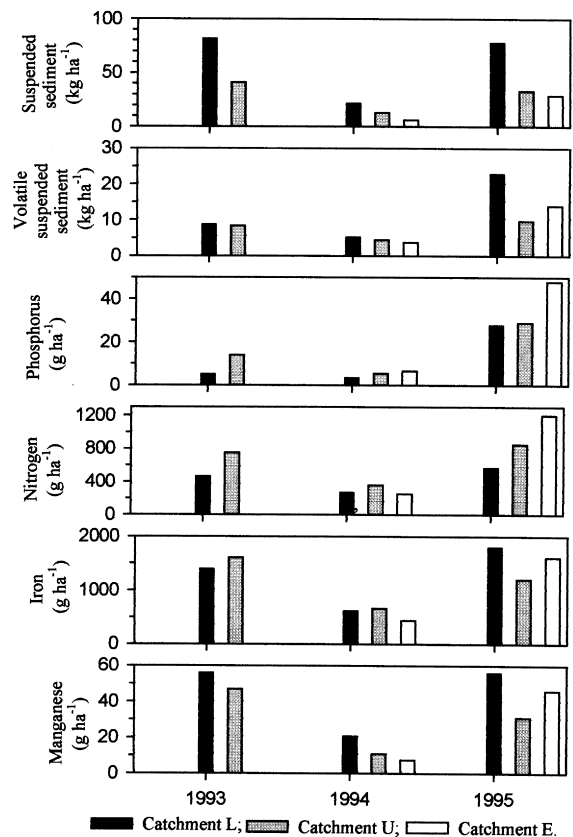 Suspended
sediment
(kg ha⁻¹)
100
50
0
Volatile
suspended
sediment
(kg ha⁻¹)
30
20
10
0
Phosphorus
(g ha⁻¹)
40
20
0
Nitrogen
(g ha⁻¹)
1200
800
400
0
Iron
(g ha⁻¹)
2000
1000
0
Manganese
(g ha⁻¹)
60
40
20
0
1993 1994 1995
Catchment L; Catchment U; Catchment E.